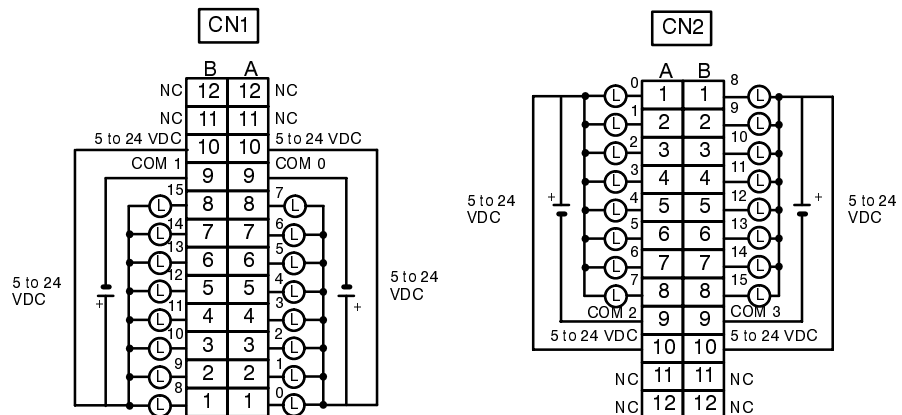 CN1
B A
NC 12 12 NC
NC 11 11 NC
5 to 24 VDC 10 10 5 to 24 VDC
COM 1 9 9 COM 0
15 L 8 8 L 7
14 L 7 7 L 6
13 L 6 6 L 5
12 L 5 5 L 4
11 L 4 4 L 3
10 L 3 3 L 2
9 L 2 2 L 1
8 L 1 1 L 0
5 to 24
VDC
+
5 to 24
VDC
+
CN2
A B
0 L 1 1 L 8
1 L 2 2 L 9
2 L 3 3 L 10
3 L 4 4 L 11
4 L 5 5 L 12
5 L 6 6 L 13
6 L 7 7 L 14
7 L 8 8 L 15
COM 2 9 9 COM 3
5 to 24 VDC 10 10 5 to 24 VDC
NC 11 11 NC
NC 12 12 NC
5 to 24
VDC
+
5 to 24
VDC
+